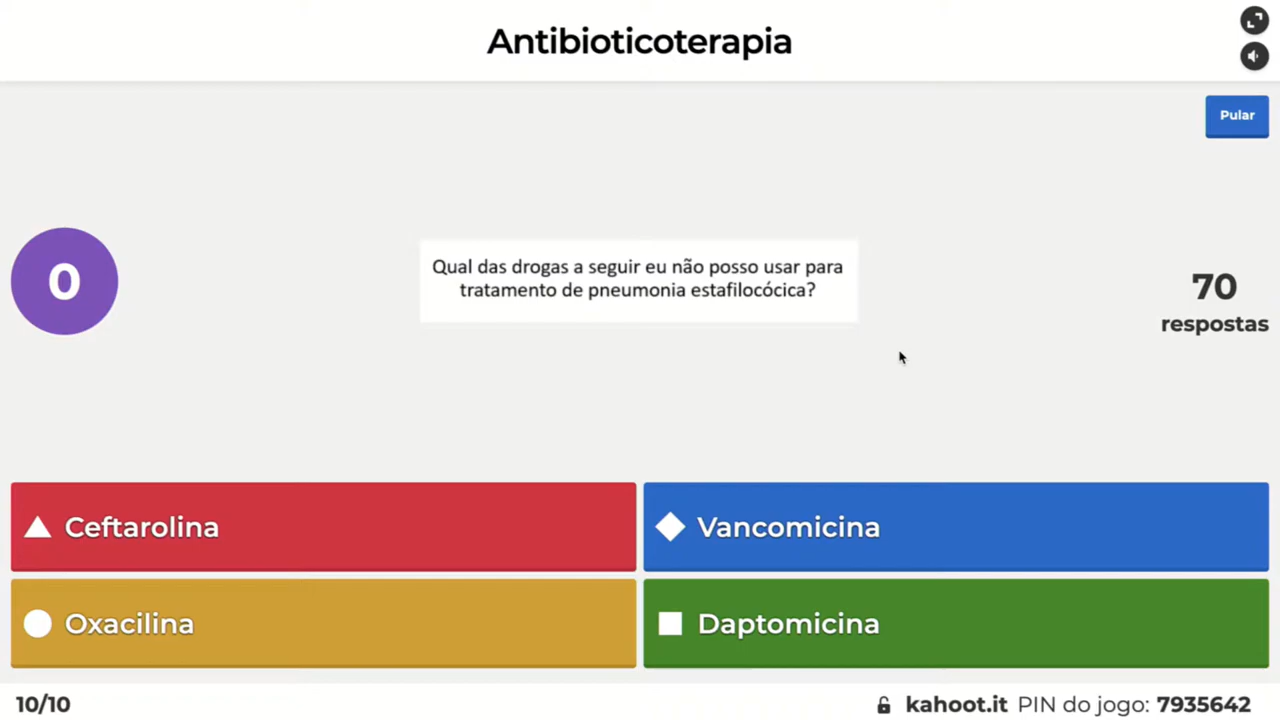 Antibioticoterapia
Pular
0
Qual das drogas a seguir eu não posso usar para
tratamento de pneumonia estafilocócica?
70
respostas
Ceftarolina
Vancomicina
Oxacilina
Daptomicina
10/10
kahoot.it PIN do jogo: 7935642